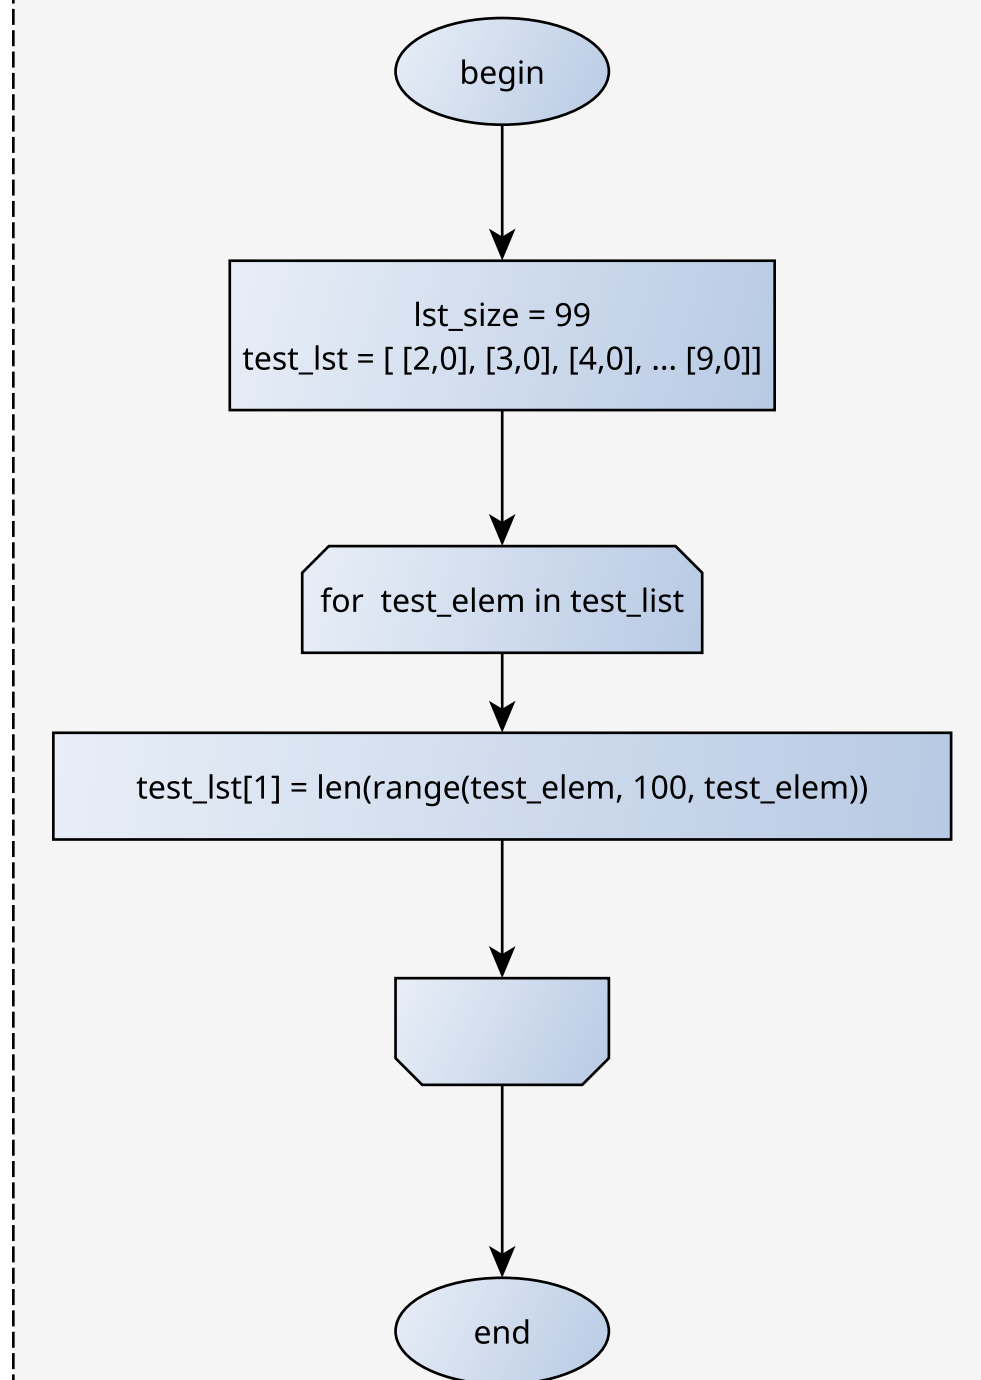 begin
lst_size = 99
test_lst = [ [2,0], [3,0], [4,0], ... [9,0]]
for  test_elem in test_list
test_lst[1] = len(range(test_elem, 100, test_elem))
end